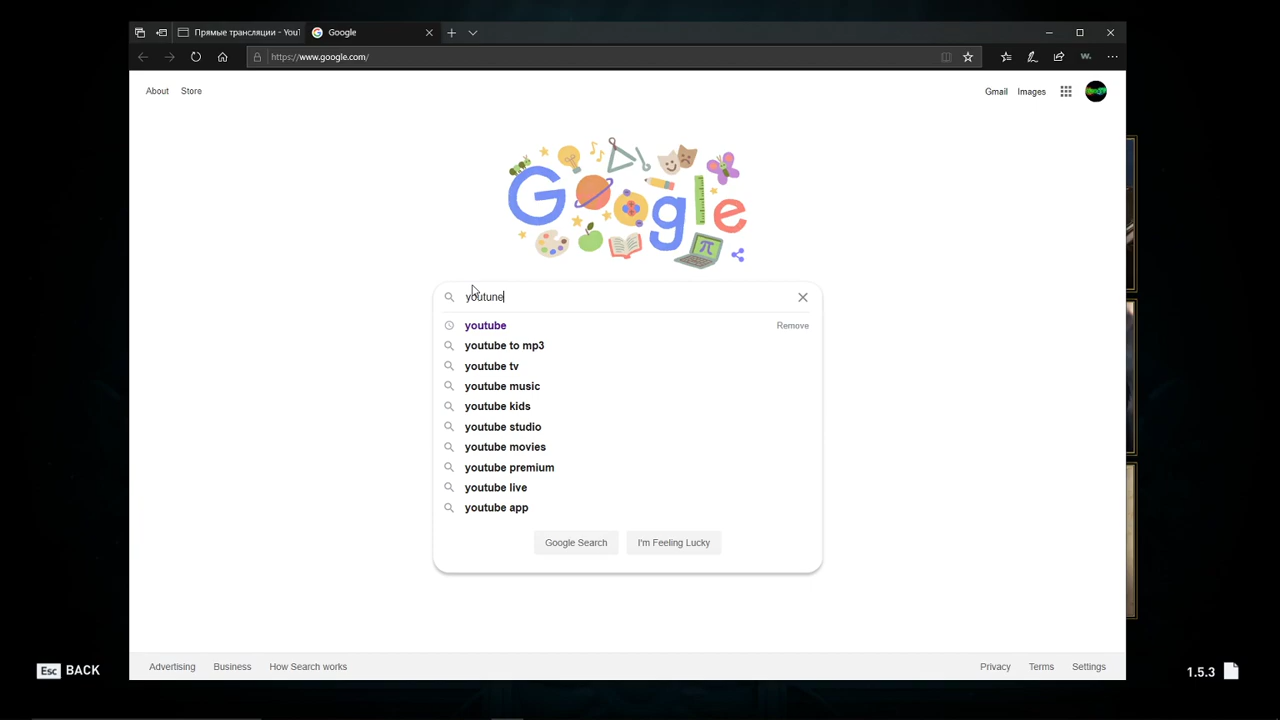 Прямые трансляции - You
Google
https://www.google.com/
About Store
Gmail Images
Google
π
youtune
youtube Remove
youtube to mp3
youtube tv
youtube music
youtube kids
youtube studio
youtube movies
youtube premium
youtube live
youtube app
Google Search I'm Feeling Lucky
Advertising Business How Search works
Privacy Terms Settings
Esc BACK
1.5.3